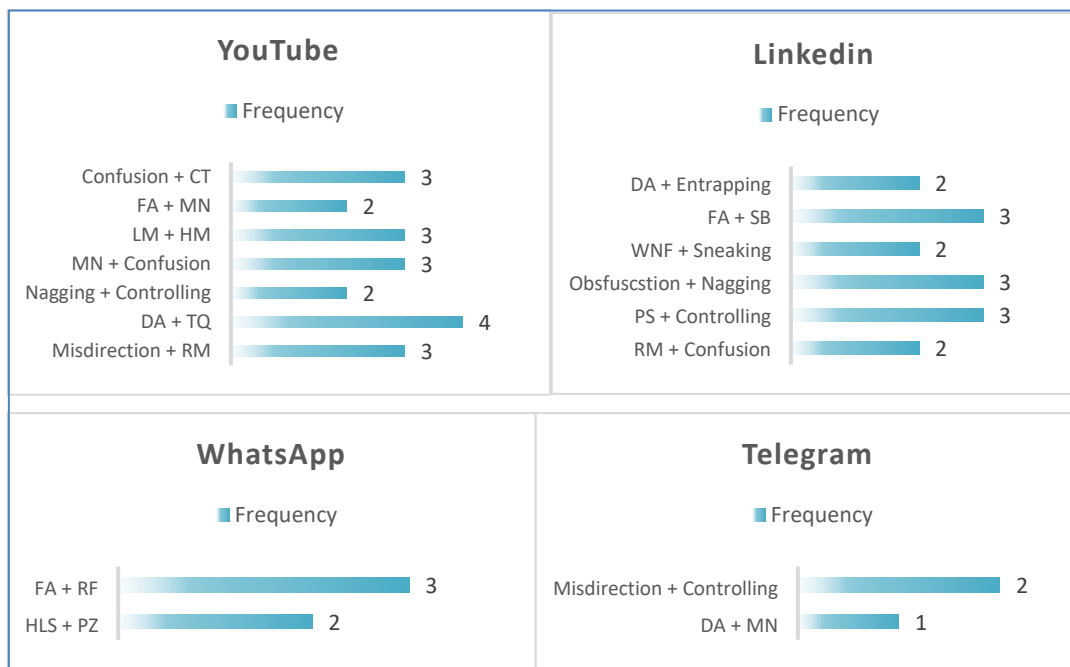 YouTube
Frequency
Confusion + CT 3
FA + MN 2
LM + HM 3
MN + Confusion 3
Nagging + Controlling 2
DA + TQ 4
Misdirection + RM 3
Linkedin
Frequency
DA + Entrapping 2
FA + SB 3
WNF + Sneaking 2
Obsfuscstion + Nagging 3
PS + Controlling 3
RM + Confusion 2
WhatsApp
Frequency
FA + RF 3
HLS + PZ 2
Telegram
Frequency
Misdirection + Controlling 2
DA + MN 1